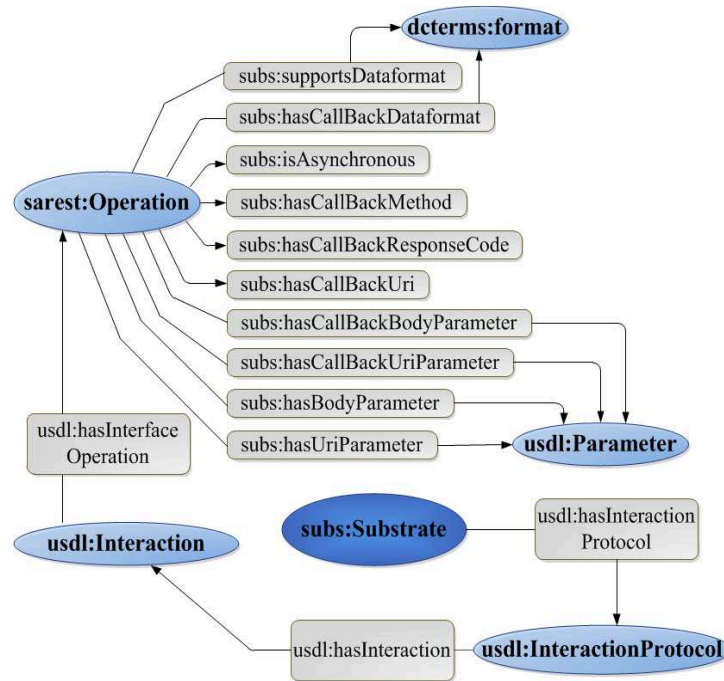 dcterms:format
subs:supportsDataformat
subs:hasCallBackDataformat
subs:isAsynchronous
sarest:Operation
subs:hasCallBackMethod
subs:hasCallBackResponseCode
subs:hasCallBackUri
subs:hasCallBackBodyParameter
subs:hasCallBackUriParameter
subs:hasBodyParameter
usdl:hasInterface
Operation
subs:hasUriParameter
usdl:Parameter
subs:Substrate
usdl:hasInteraction
Protocol
usdl:Interaction
usdl:hasInteraction
usdl:InteractionProtocol